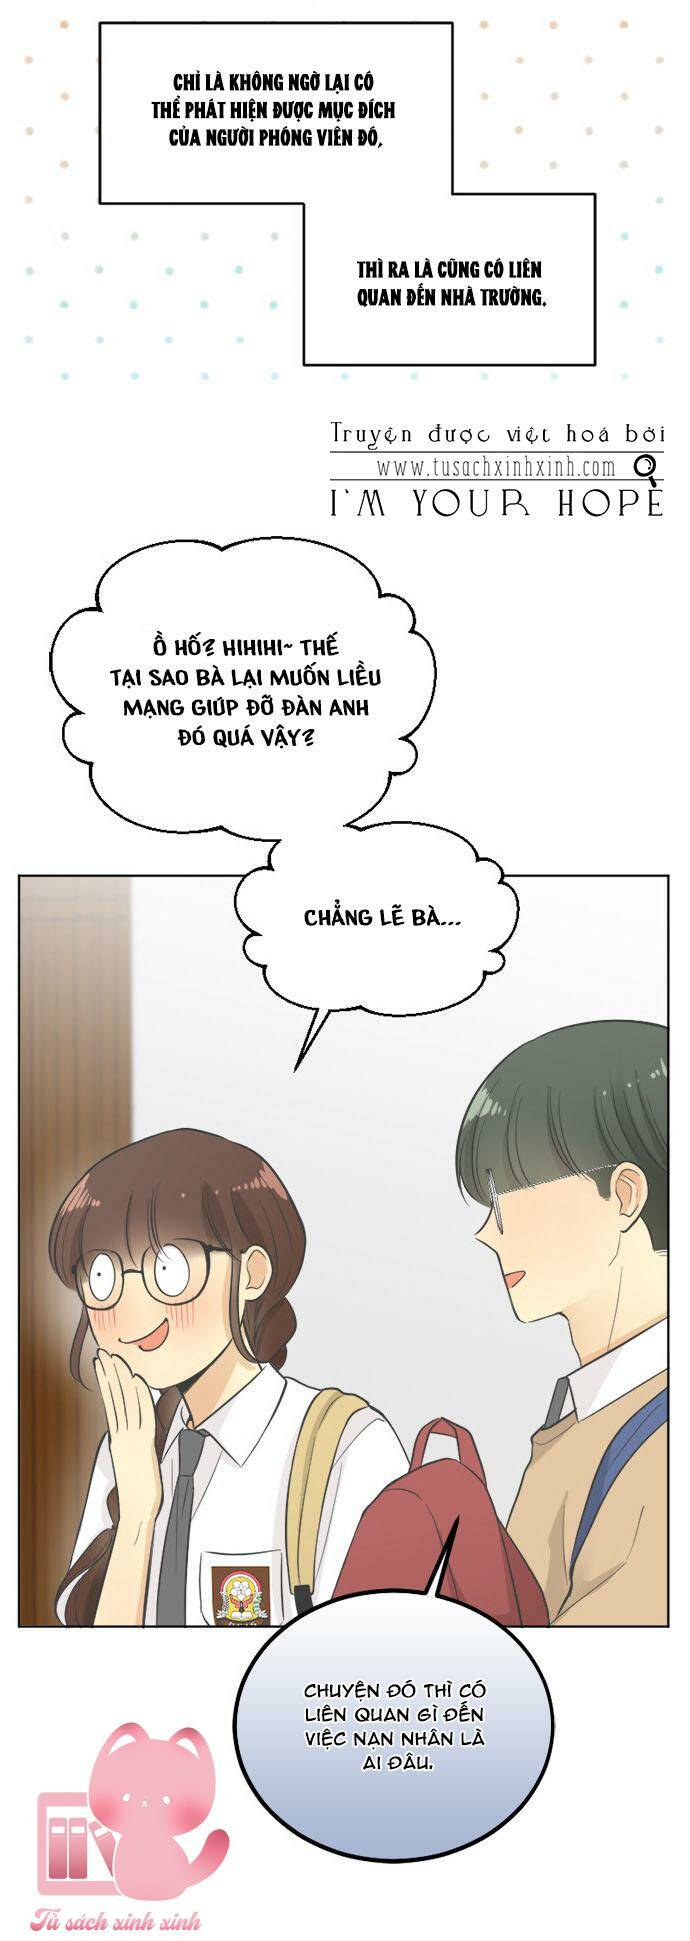 CHỈ LÀ KHÔNG NGỜ LẠI CÓ
THỂ PHÁT HIỆN ĐƯỢC MỤC ĐÍCH
CỦA NGƯỜI PHÓNG VIÊN ĐÓ,
THÌ RA LÀ CŨNG CÓ LIÊN
QUAN ĐẾN NHÀ TRƯỜNG.
Truyện được việt hoá bởi
www.tusachxinhxinh.com
I'M YOUR HOPE
Ồ HỐ? HIHIHI~ THẾ
TẠI SAO BÀ LẠI MUỐN LIỀU
MẠNG GIÚP ĐỠ ĐÀN ANH
ĐÓ QUÁ VẬY?
CHẲNG LẼ BÀ...
CHUYỆN ĐÓ THÌ CÓ
LIÊN QUAN GÌ ĐẾN
VIỆC NẠN NHÂN LÀ
AI ĐÂU.
Tủ sách xinh xinh